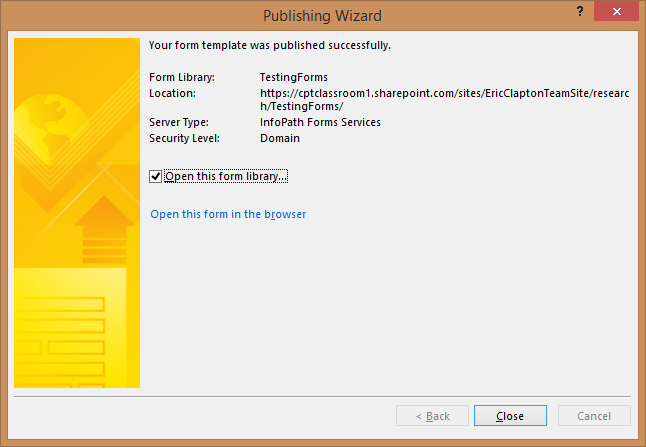 Publishing Wizard
?
Your form template was published successfully.
Form Library: TestingForms
Location: https://cptclassroom1.sharepoint.com/sites/EricClaptonTeamSite/researc
h/TestingForms/
Server Type: InfoPath Forms Services
Security Level: Domain
Open this form library...
Open this form in the browser
< Back Close Cancel